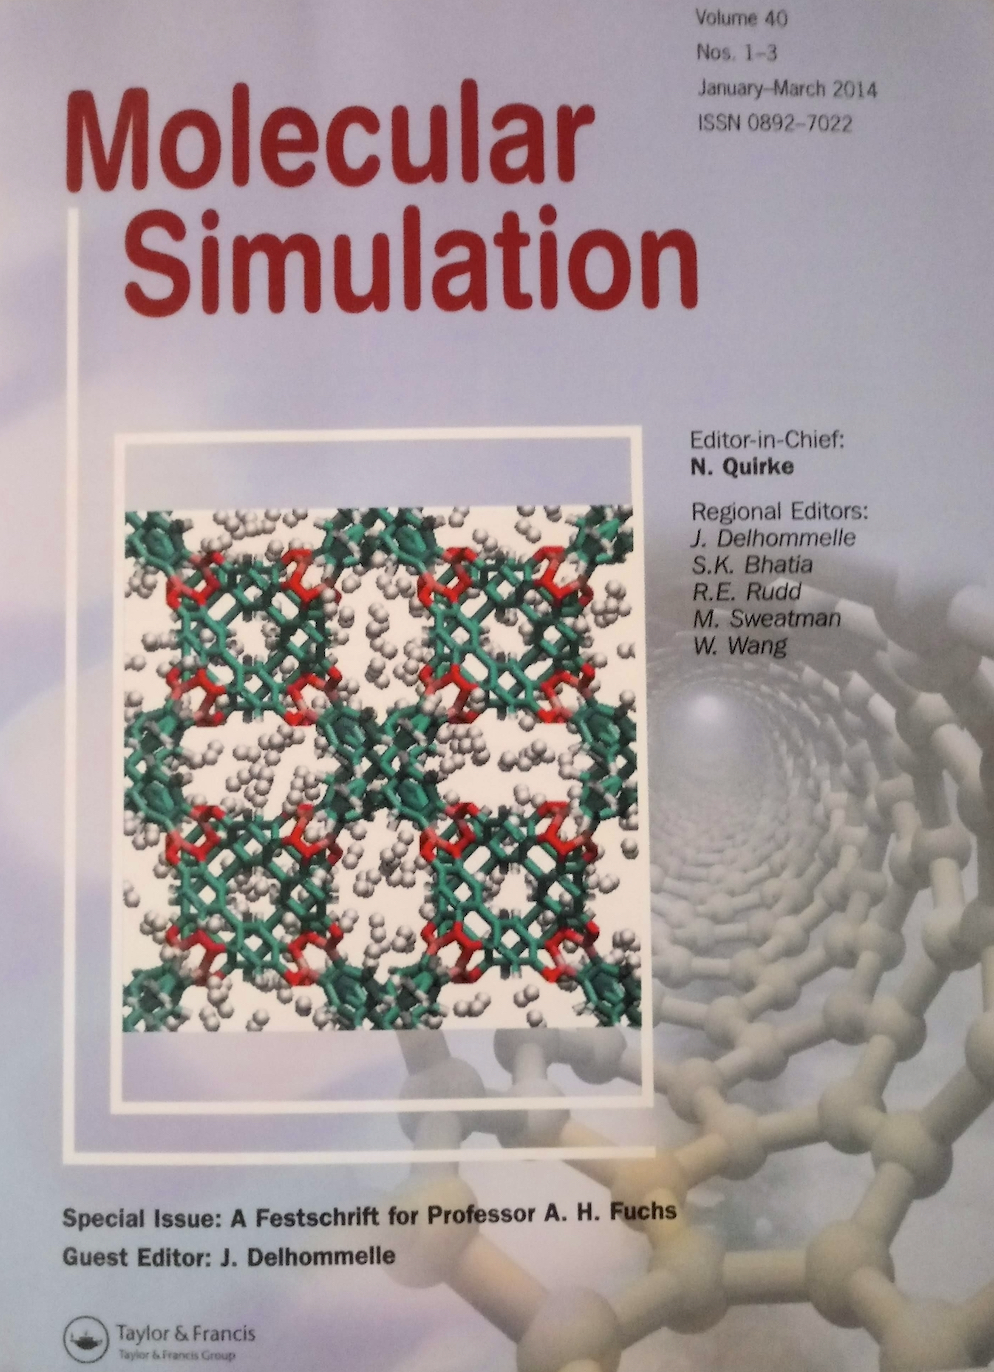 Volume 40
Nos. 1–3
January–March 2014
ISSN 0892–7022
Molecular
Simulation
Editor-in-Chief:
N. Quirke
Regional Editors:
J. Delhommelle
S.K. Bhatia
R.E. Rudd
M. Sweatman
W. Wang
Special Issue: A Festschrift for Professor A. H. Fuchs
Guest Editor: J. Delhommelle
Taylor & Francis
Taylor & Francis Group